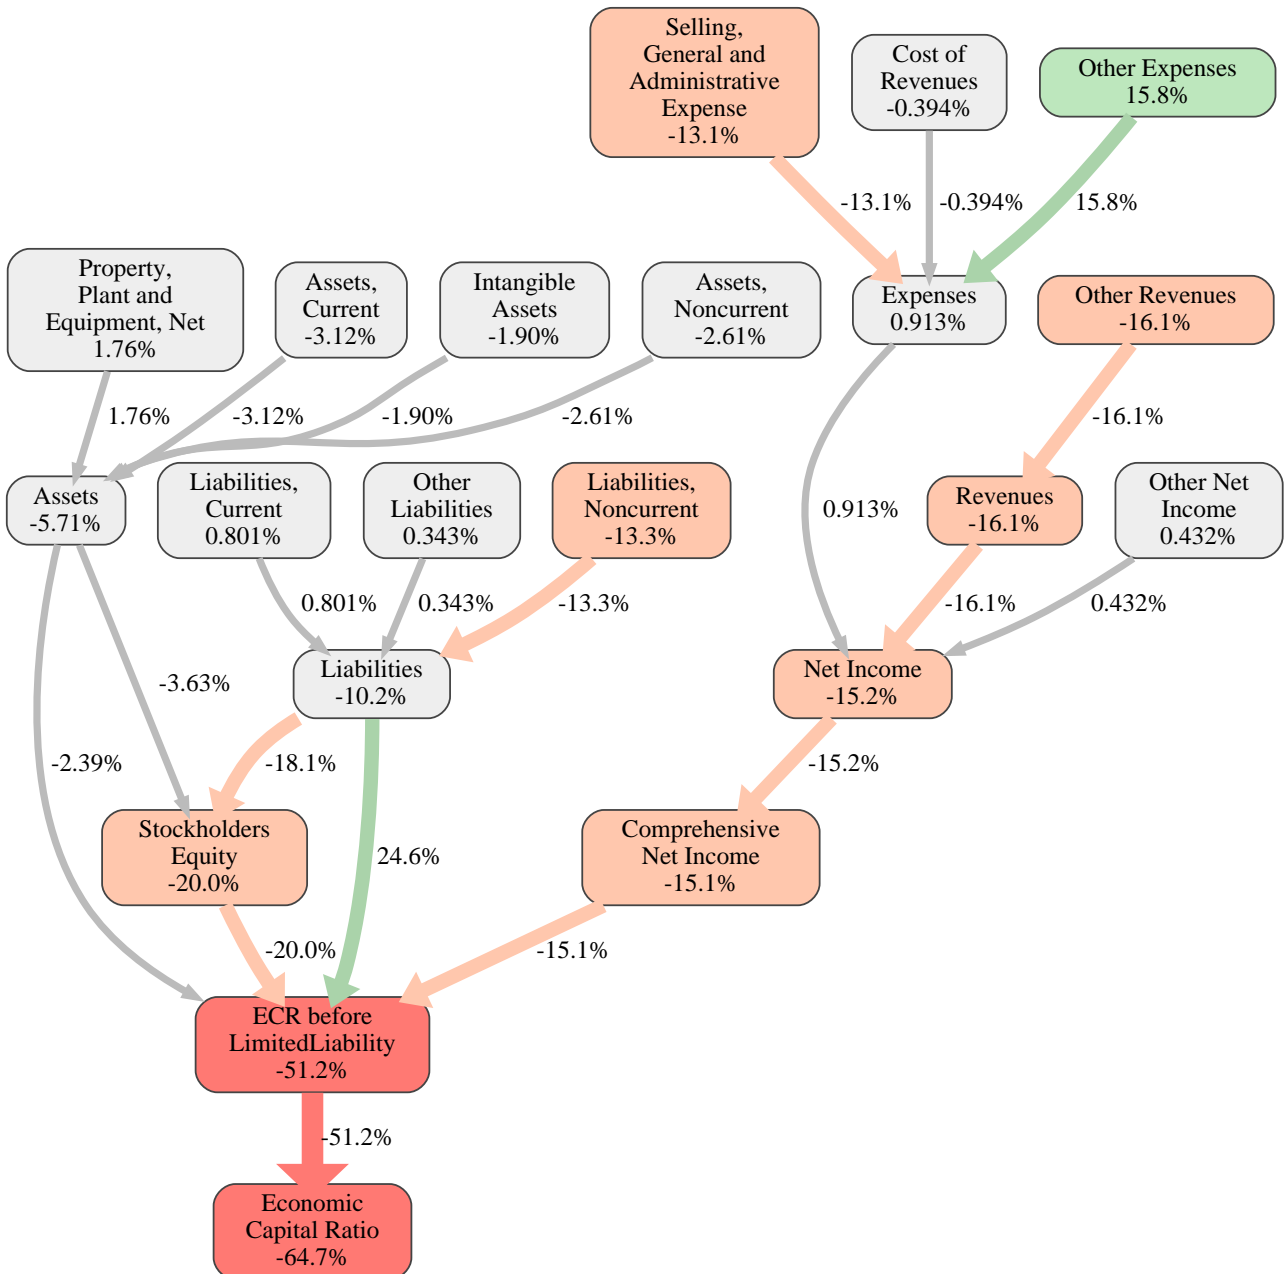 Selling,
General and
Administrative
Expense
-13.1%
Cost of
Revenues
-0.394%
Other Expenses
15.8%
-13.1%
-0.394%
15.8%
Property,
Plant and
Equipment, Net
1.76%
Assets,
Current
-3.12%
Intangible
Assets
-1.90%
Assets,
Noncurrent
-2.61%
Expenses
0.913%
Other Revenues
-16.1%
1.76%
-3.12%
-1.90%
-2.61%
-16.1%
Assets
-5.71%
Liabilities,
Current
0.801%
Other
Liabilities
0.343%
Liabilities,
Noncurrent
-13.3%
0.913%
Revenues
-16.1%
Other Net
Income
0.432%
0.801%
0.343%
-13.3%
-16.1%
0.432%
-3.63%
Liabilities
-10.2%
Net Income
-15.2%
-2.39%
-18.1%
-15.2%
Stockholders
Equity
-20.0%
24.6%
Comprehensive
Net Income
-15.1%
-20.0%
-15.1%
ECR before
LimitedLiability
-51.2%
-51.2%
Economic
Capital Ratio
-64.7%